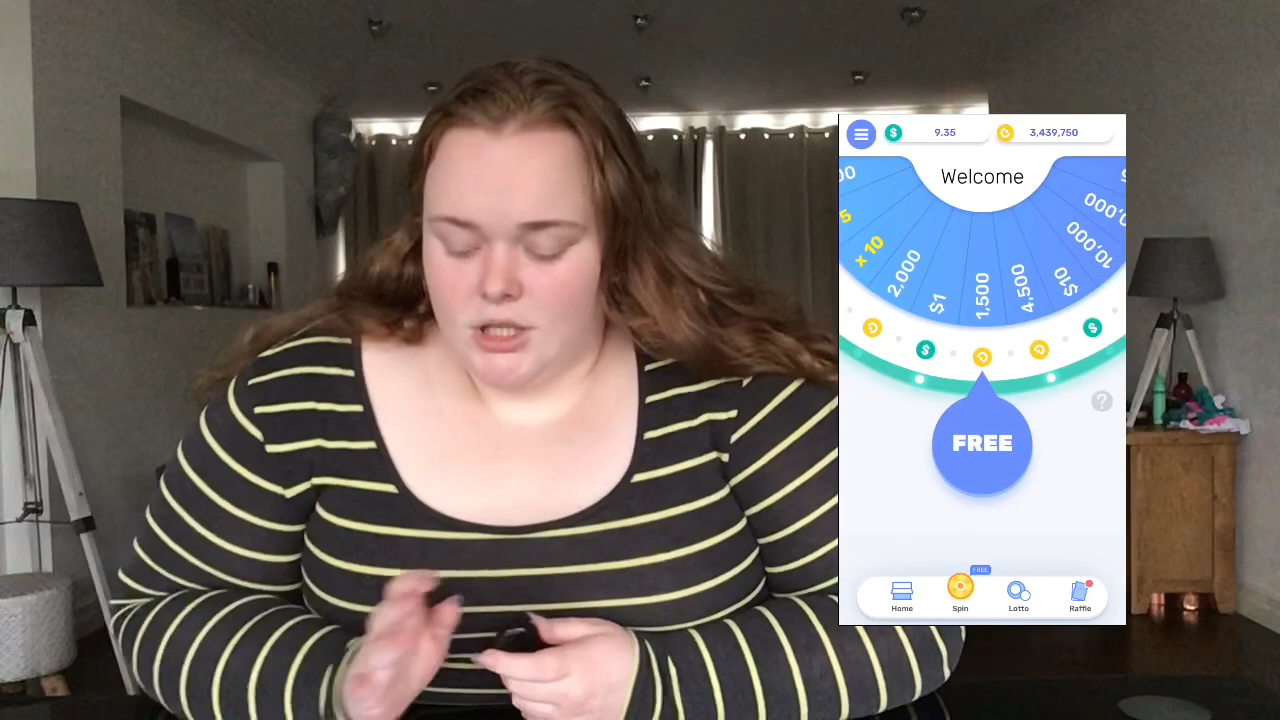 9.35
3,439,750
Welcome
x 10
2,000
$1
1,500
4,500
$10
10,000
FREE
?
FREE
Home
Spin
Lotto
Raffle